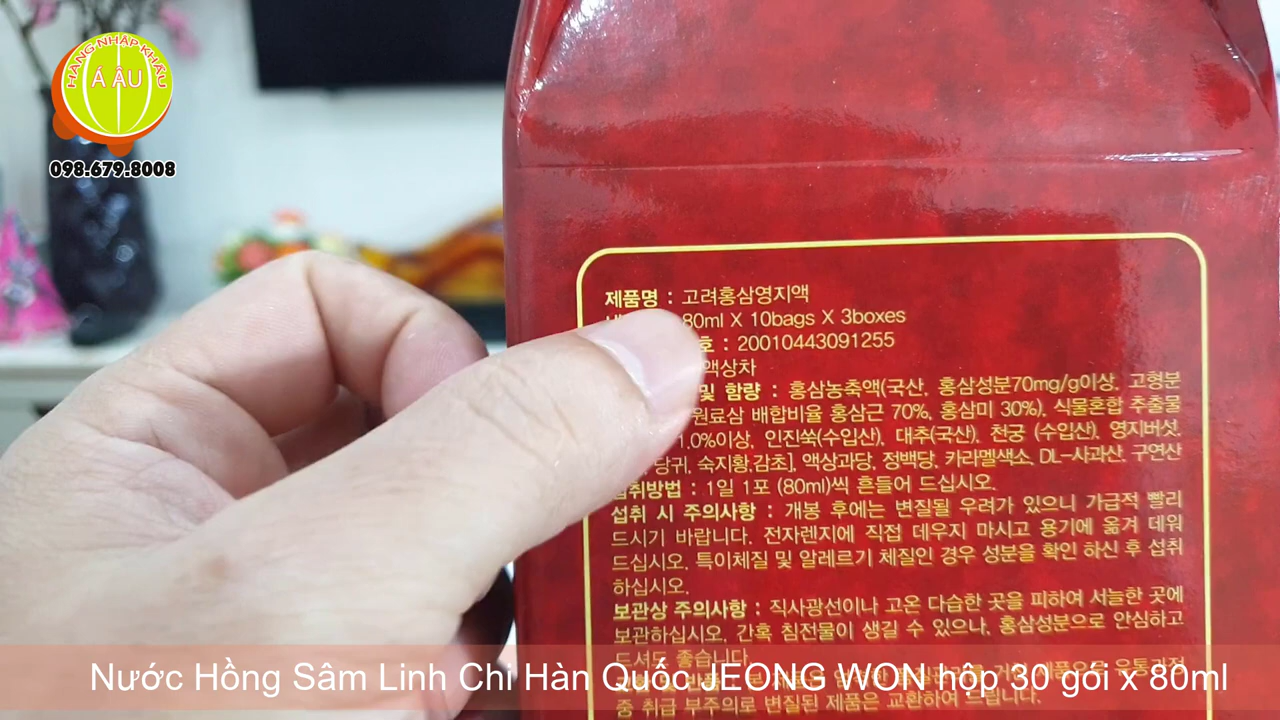 HÀNG NHẬP KHẨU
Á ÂU
098.679.8008
제품명 : 고려홍삼영지액
80ml X 10bags X 3boxes
호 : 20010443091255
액상차
및 함량 : 홍삼농축액(국산, 홍삼성분70mg/g이상, 고형분
원료삼 배합비율 홍삼근 70%, 홍삼미 30%), 식물혼합 추출물
1.0%이상, 인진쑥(수입산), 대추(국산), 천궁 (수입산), 영지버섯,
당귀, 숙지황,감초], 액상과당, 정백당, 카라멜색소, DL-사과산, 구연산
섭취방법 : 1일 1포 (80ml)씩 흔들어 드십시오.
섭취 시 주의사항 : 개봉 후에는 변질될 우려가 있으니 가급적 빨리
드시기 바랍니다. 전자렌지에 직접 데우지 마시고 용기에 옮겨 데워
드십시오. 특이체질 및 알레르기 체질인 경우 성분을 확인 하신 후 섭취
하십시오.
보관상 주의사항 : 직사광선이나 고온 다습한 곳을 피하여 서늘한 곳에
보관하십시오. 간혹 침전물이 생길 수 있으나, 홍삼성분으로 안심하고
드셔도 좋습니다.
중 취급 부주의로 변질된 제품은 교환하여 드립니다.
Nước Hồng Sâm Linh Chi Hàn Quốc JEONG WON hộp 30 gói x 80ml